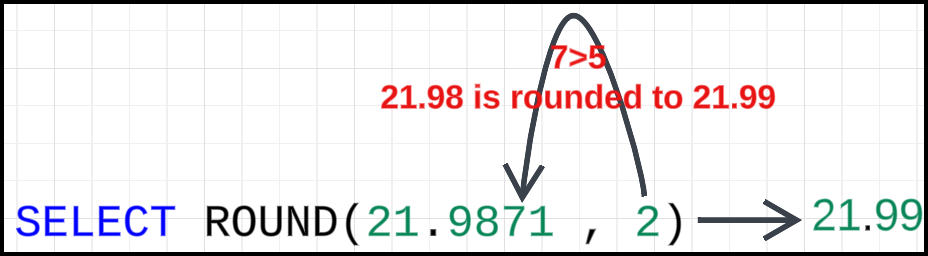 7>5
21.98 is rounded to 21.99
SELECT ROUND(21.9871 , 2) 21.99